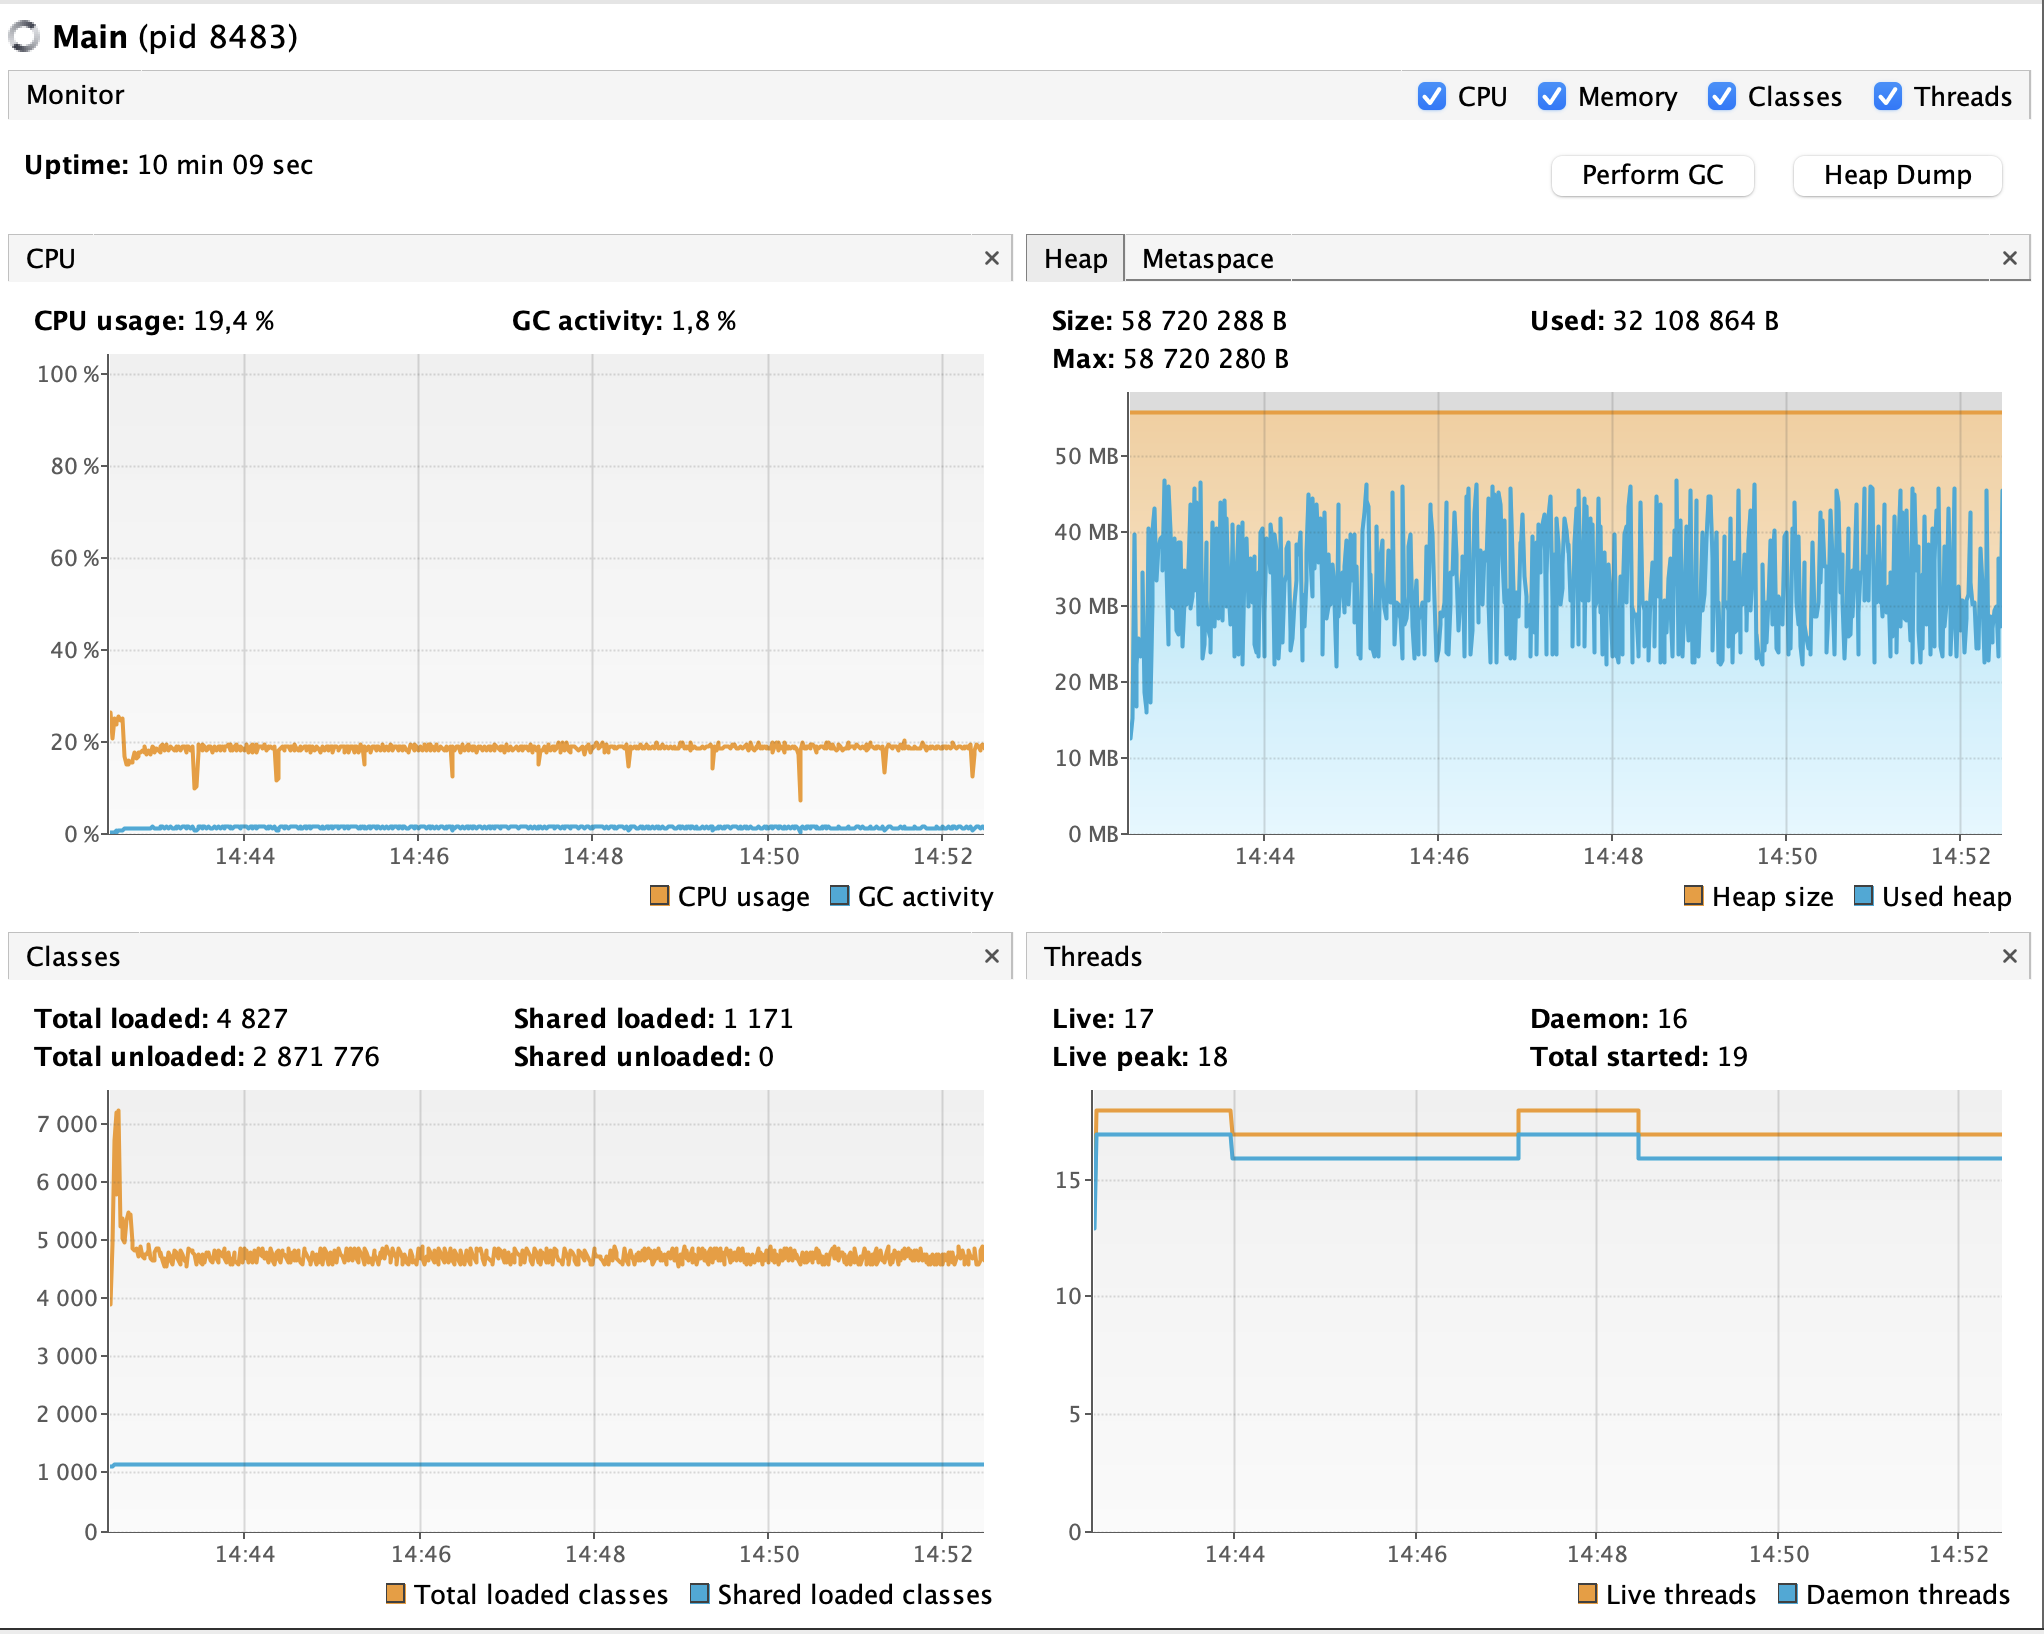 Main (pid 8483)
Monitor
CPU Memory Classes Threads
Uptime: 10 min 09 sec
Perform GC Heap Dump
CPU
CPU usage: 19,4 % GC activity: 1,8 %
100 %
80 %
60 %
40 %
20 %
0 %
14:44 14:46 14:48 14:50 14:52
CPU usage GC activity
Heap Metaspace
Size: 58 720 288 B Used: 32 108 864 B
Max: 58 720 280 B
50 MB
40 MB
30 MB
20 MB
10 MB
0 MB
14:44 14:46 14:48 14:50 14:52
Heap size Used heap
Classes
Total loaded: 4 827 Shared loaded: 1 171
Total unloaded: 2 871 776 Shared unloaded: 0
7 000
6 000
5 000
4 000
3 000
2 000
1 000
0
14:44 14:46 14:48 14:50 14:52
Total loaded classes Shared loaded classes
Threads
Live: 17 Daemon: 16
Live peak: 18 Total started: 19
15
10
5
0
14:44 14:46 14:48 14:50 14:52
Live threads Daemon threads